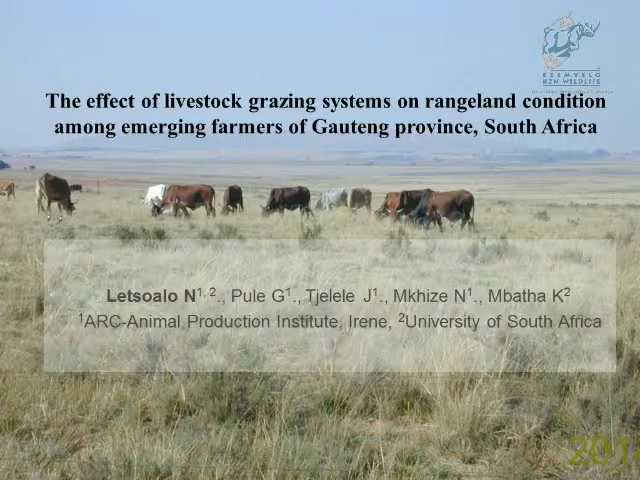 EZEMVELO
KZN WILDLIFE
The effect of livestock grazing systems on rangeland condition
among emerging farmers of Gauteng province, South Africa
Letsoalo N1, 2., Pule G1., Tjelele J1., Mkhize N1., Mbatha K2
1ARC-Animal Production Institute, Irene, 2University of South Africa